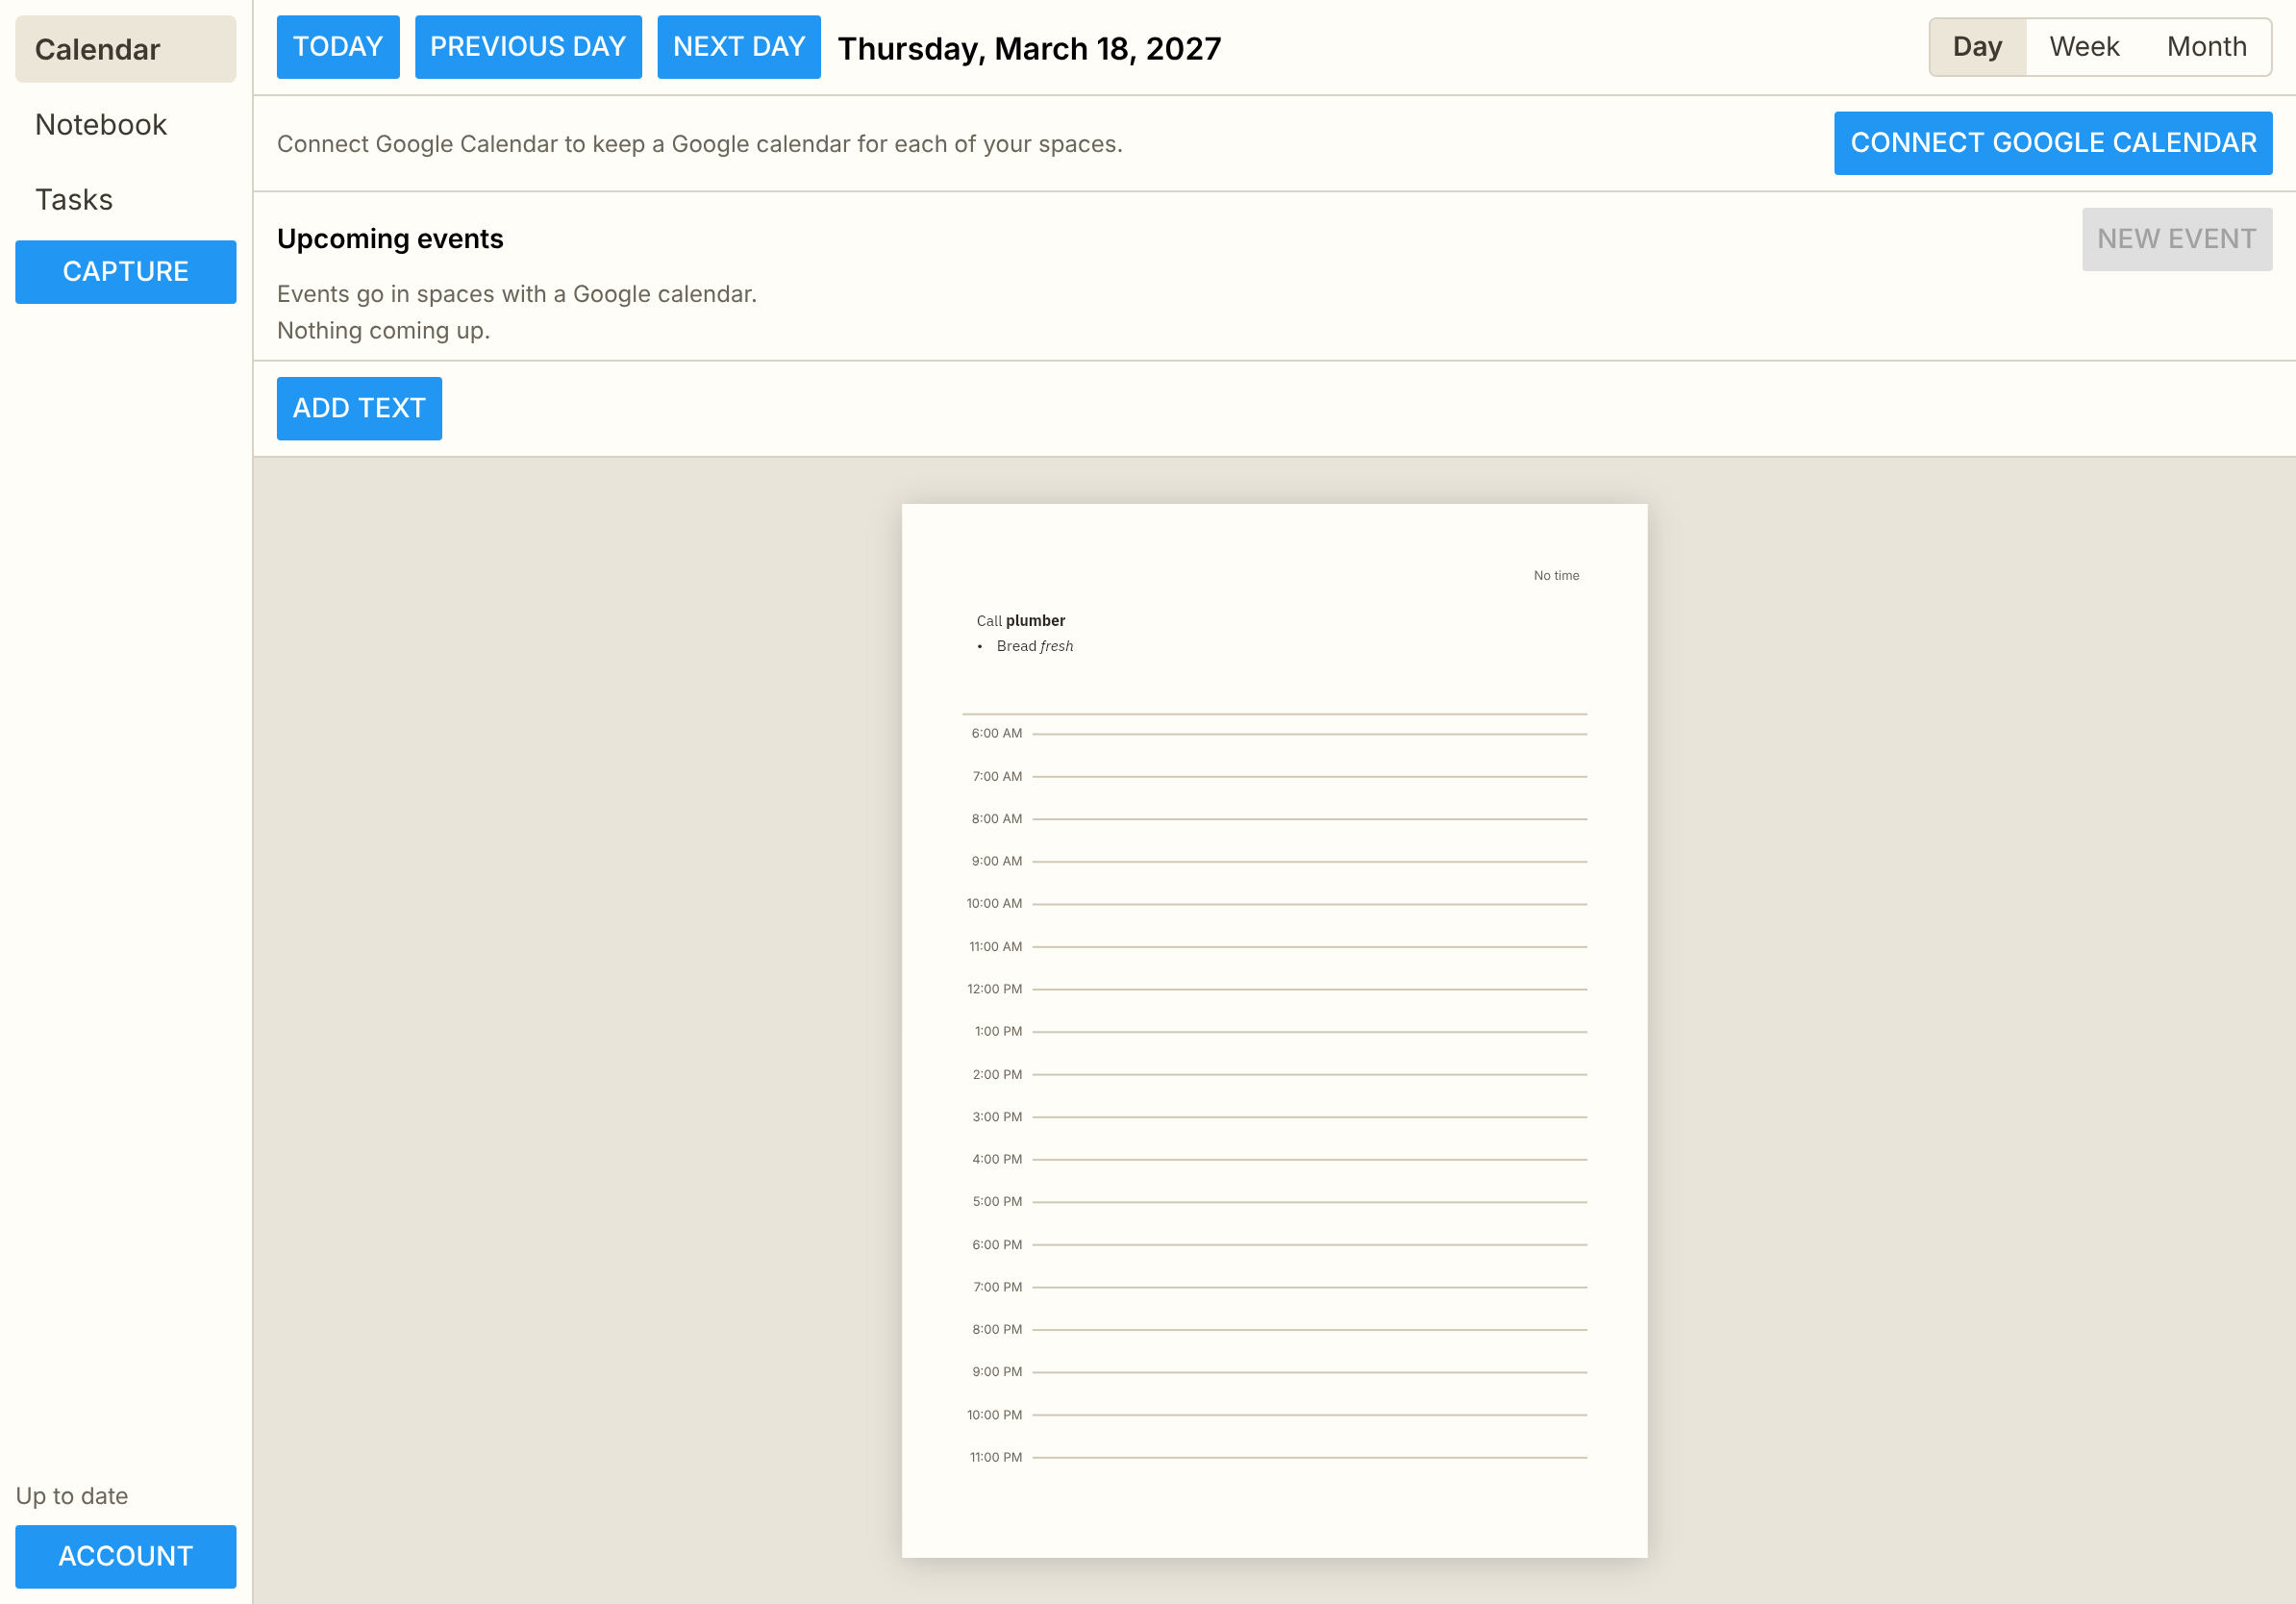 Calendar
Notebook
Tasks
CAPTURE
Up to date
ACCOUNT
TODAY PREVIOUS DAY NEXT DAY Thursday, March 18, 2027 Day Week Month
Connect Google Calendar to keep a Google calendar for each of your spaces. CONNECT GOOGLE CALENDAR
Upcoming events NEW EVENT
Events go in spaces with a Google calendar.
Nothing coming up.
ADD TEXT
No time
Call plumber
• Bread fresh
6:00 AM
7:00 AM
8:00 AM
9:00 AM
10:00 AM
11:00 AM
12:00 PM
1:00 PM
2:00 PM
3:00 PM
4:00 PM
5:00 PM
6:00 PM
7:00 PM
8:00 PM
9:00 PM
10:00 PM
11:00 PM